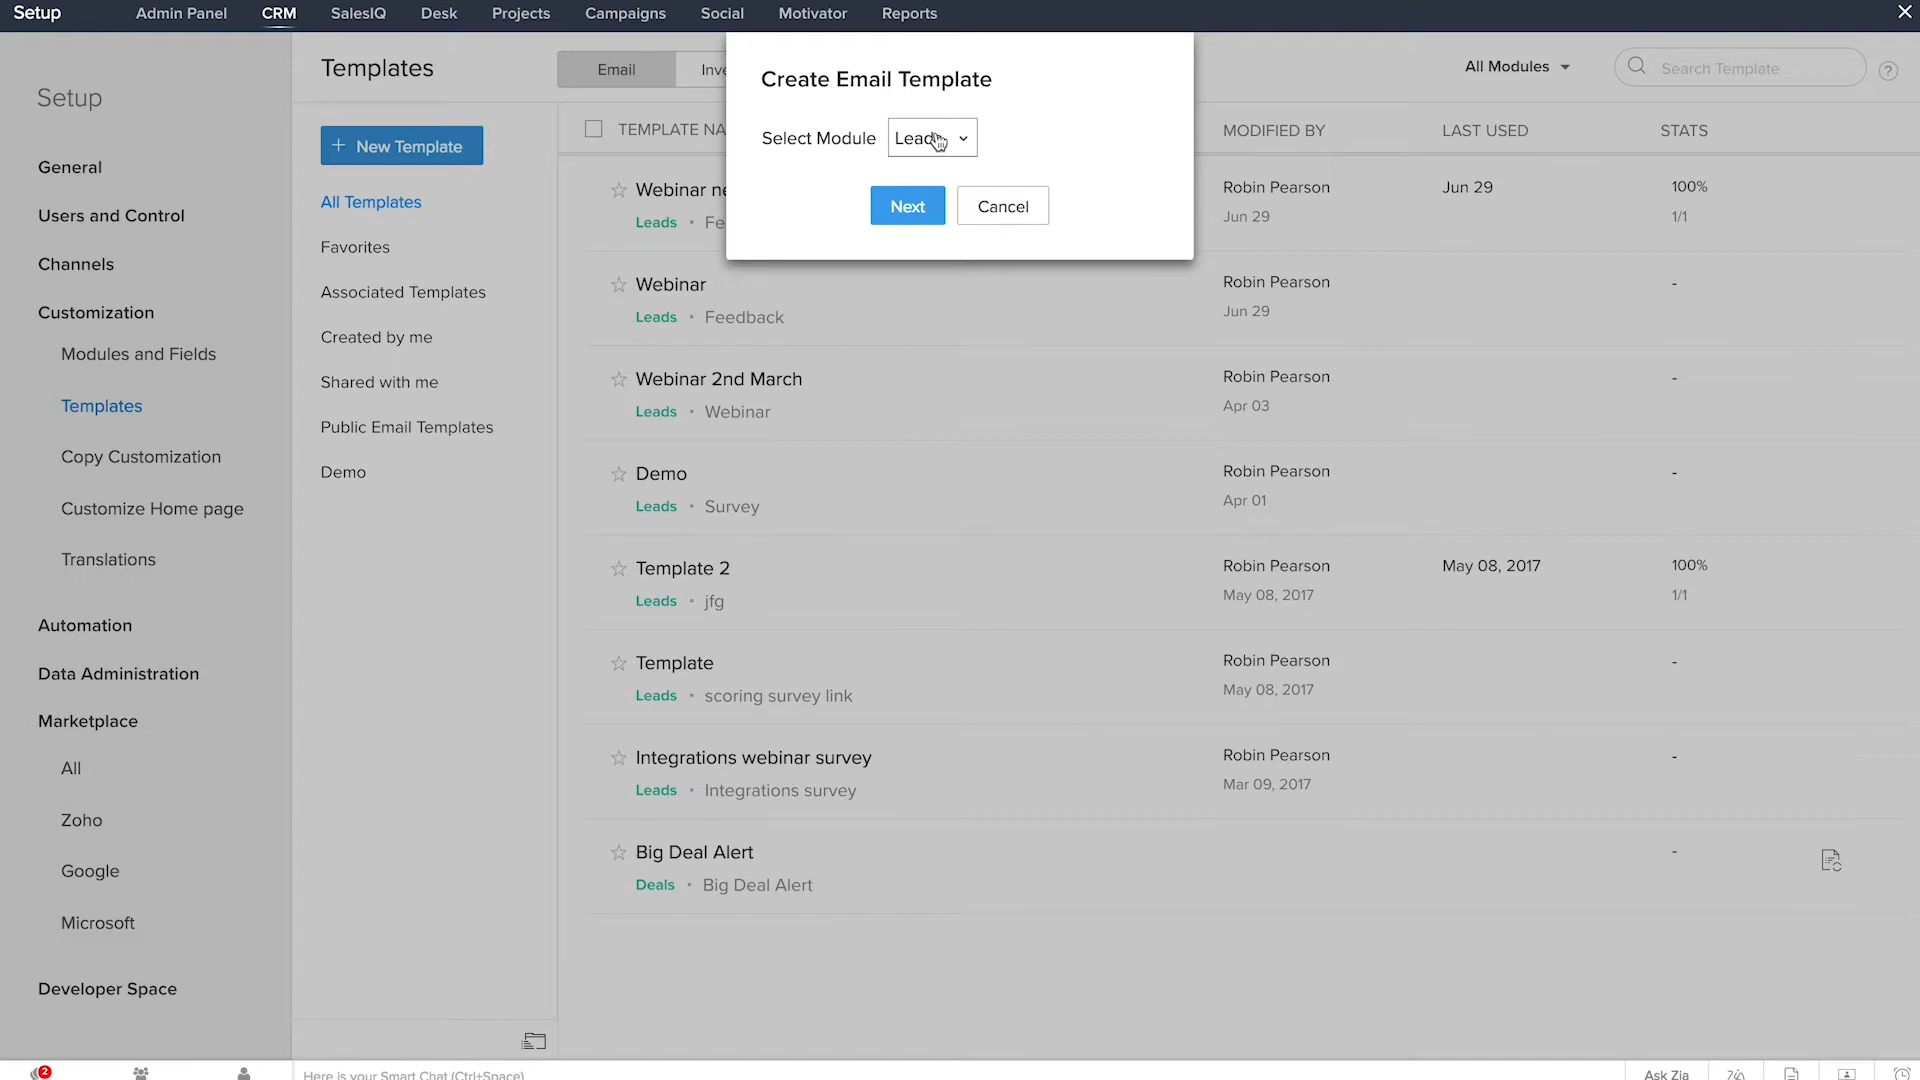 Setup Admin Panel CRM SalesIQ Desk Projects Campaigns Social Motivator Reports
Setup
General
Users and Control
Channels
Customization
Modules and Fields
Templates
Copy Customization
Customize Home page
Translations
Automation
Data Administration
Marketplace
All
Zoho
Google
Microsoft
Developer Space
Templates
Email
All Modules
Search Template
?
+ New Template
All Templates
Favorites
Associated Templates
Created by me
Shared with me
Public Email Templates
Demo
Create Email Template
Select Module
Next Cancel
TEMPLATE MODIFIED BY LAST USED STATS
Webinar Robin Pearson Jun 29 100%
Leads • Jun 29 1/1
Webinar Robin Pearson -
Leads • Feedback Jun 29
Webinar 2nd March Robin Pearson -
Leads • Webinar Apr 03
Demo Robin Pearson -
Leads • Survey Apr 01
Template 2 Robin Pearson May 08, 2017 100%
Leads • jfg May 08, 2017 1/1
Template Robin Pearson -
Leads • scoring survey link May 08, 2017
Integrations webinar survey Robin Pearson -
Leads • Integrations survey Mar 09, 2017
Big Deal Alert -
Deals • Big Deal Alert
2 Here is your Smart Chat (Ctrl+Space) Ask Zia